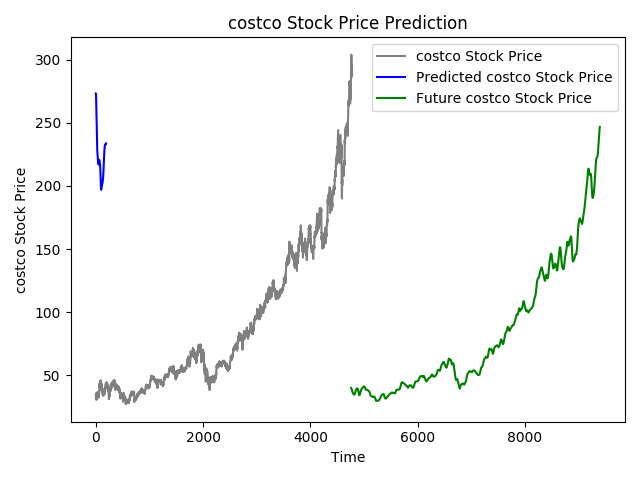 costco Stock Price Prediction
costco Stock Price
Predicted costco Stock Price
Future costco Stock Price
300
250
200
150
100
50
costco Stock Price
0
2000
4000
6000
8000
Time